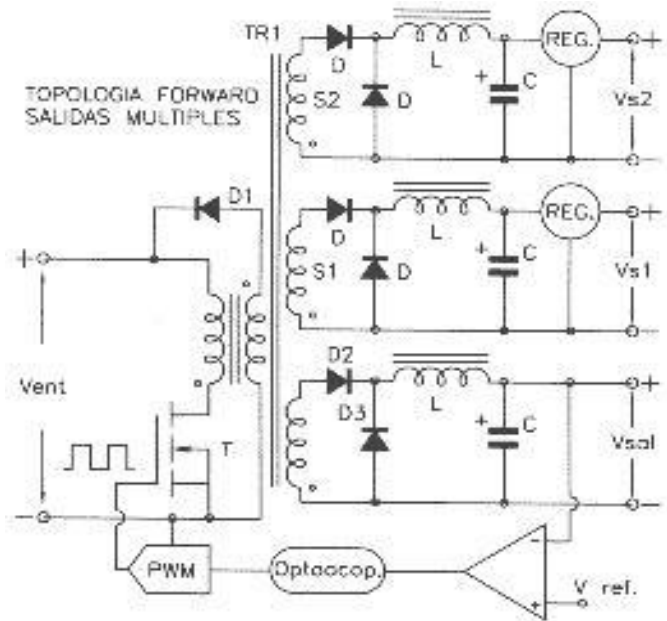 TR1
D
L
REG.
+
S2
D
+
C
Vs2
TOPOLOGIA FORWARD
SALIDAS MULTIPLES
-
D1
D
L
REG.
+
S1
D
+
C
Vs1
-
+
Vent
D2
L
+
D3
+
C
Vsal
T
-
-
PWM
Optoacop.
-
+
V ref.